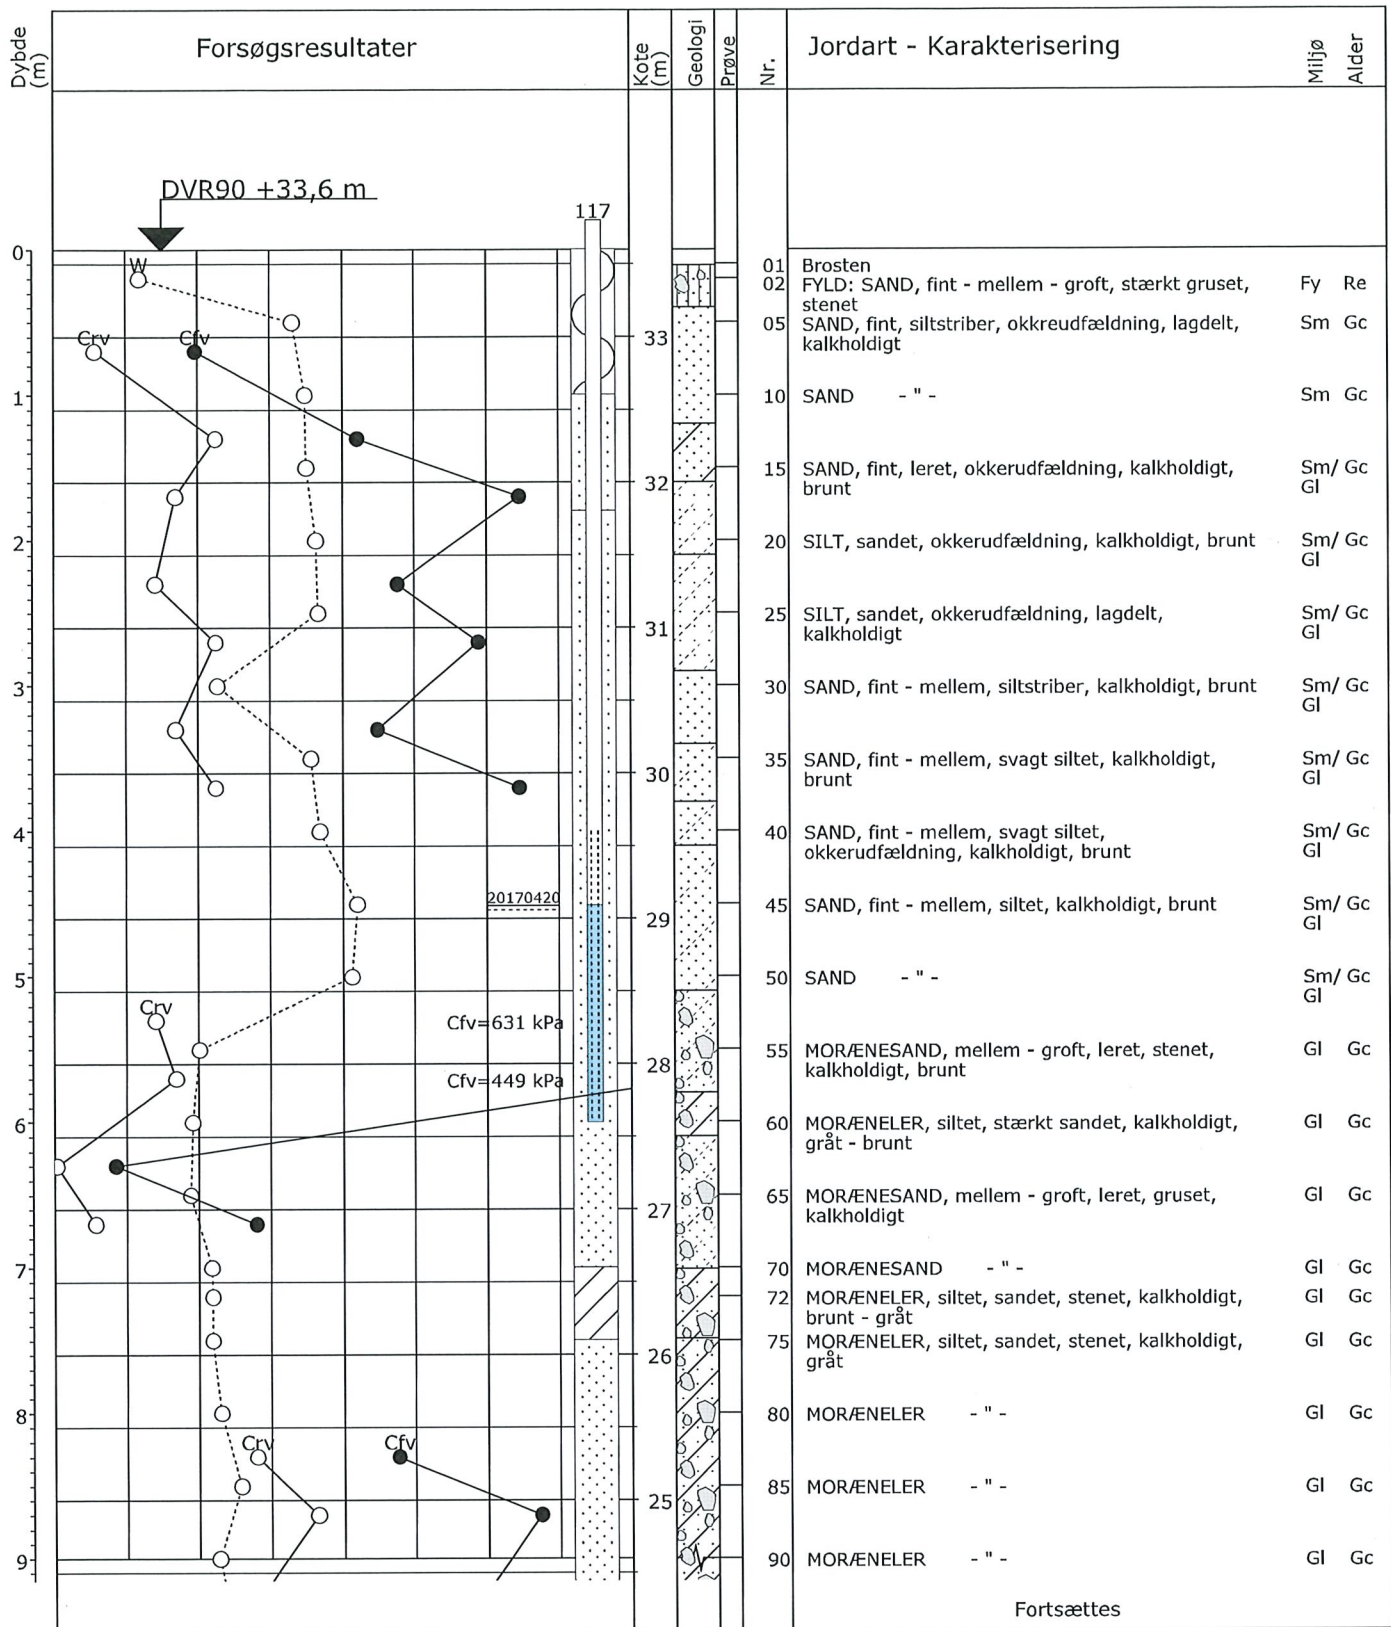 Dybde
(m)
Forsøgsresultater
Kote
(m)
Geologi
Prøve
Nr.
Jordart - Karakterisering
Miljø
Alder
DVR90 +33,6 m
117
0
W
01 Brosten
02 FYLD: SAND, fint - mellem - groft, stærkt gruset, Fy Re
stenet
Crv
Cfv
33
05 SAND, fint, siltstriber, okkreudfældning, lagdelt, Sm Gc
kalkholdigt
1
10 SAND - " - Sm Gc
15 SAND, fint, leret, okkerudfældning, kalkholdigt, Sm/ Gc
brunt Gl
32
2
20 SILT, sandet, okkerudfældning, kalkholdigt, brunt Sm/ Gc
Gl
25 SILT, sandet, okkerudfældning, lagdelt, Sm/ Gc
kalkholdigt Gl
31
3
30 SAND, fint - mellem, siltstriber, kalkholdigt, brunt Sm/ Gc
Gl
35 SAND, fint - mellem, svagt siltet, kalkholdigt, Sm/ Gc
brunt Gl
30
4
40 SAND, fint - mellem, svagt siltet, Sm/ Gc
okkerudfældning, kalkholdigt, brunt Gl
20170420
45 SAND, fint - mellem, siltet, kalkholdigt, brunt Sm/ Gc
Gl
29
5
50 SAND - " - Sm/ Gc
Gl
Crv
Cfv=631 kPa
55 MORÆNESAND, mellem - groft, leret, stenet, Gl Gc
kalkholdigt, brunt
28
Cfv=449 kPa
6
60 MORÆNELER, siltet, stærkt sandet, kalkholdigt, Gl Gc
gråt - brunt
65 MORÆNESAND, mellem - groft, leret, gruset, Gl Gc
kalkholdigt
27
7
70 MORÆNESAND - " - Gl Gc
72 MORÆNELER, siltet, sandet, stenet, kalkholdigt, Gl Gc
brunt - gråt
75 MORÆNELER, siltet, sandet, stenet, kalkholdigt, Gl Gc
gråt
26
8
80 MORÆNELER - " - Gl Gc
Crv
Cfv
85 MORÆNELER - " - Gl Gc
25
9
90 MORÆNELER - " - Gl Gc
Fortsættes